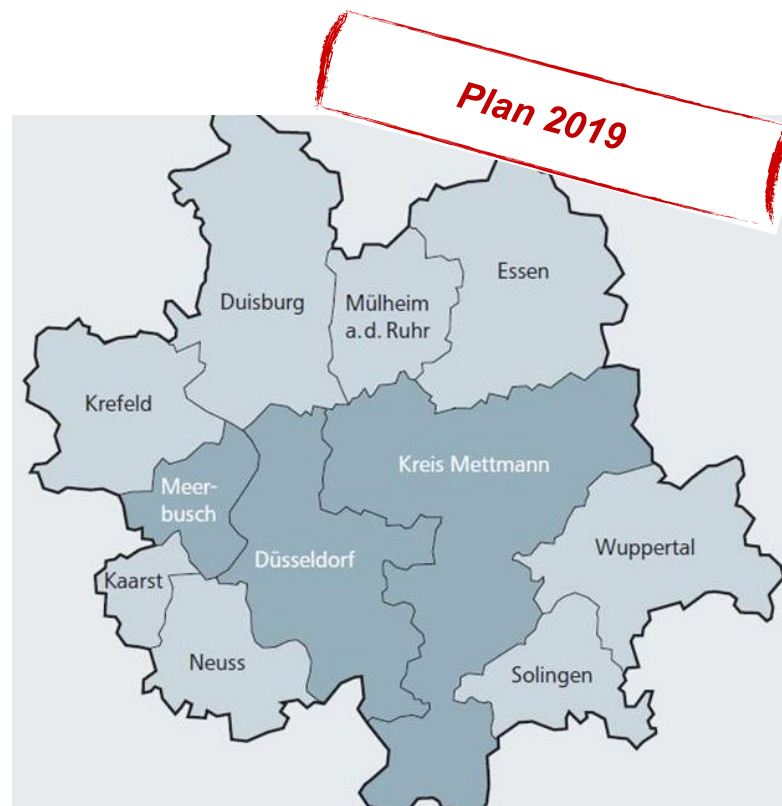 Plan 2019
Essen
Duisburg
Mülheim
a.d. Ruhr
Krefeld
Kreis Mettmann
Meer-
busch
Wuppertal
Düsseldorf
Kaarst
Neuss
Solingen